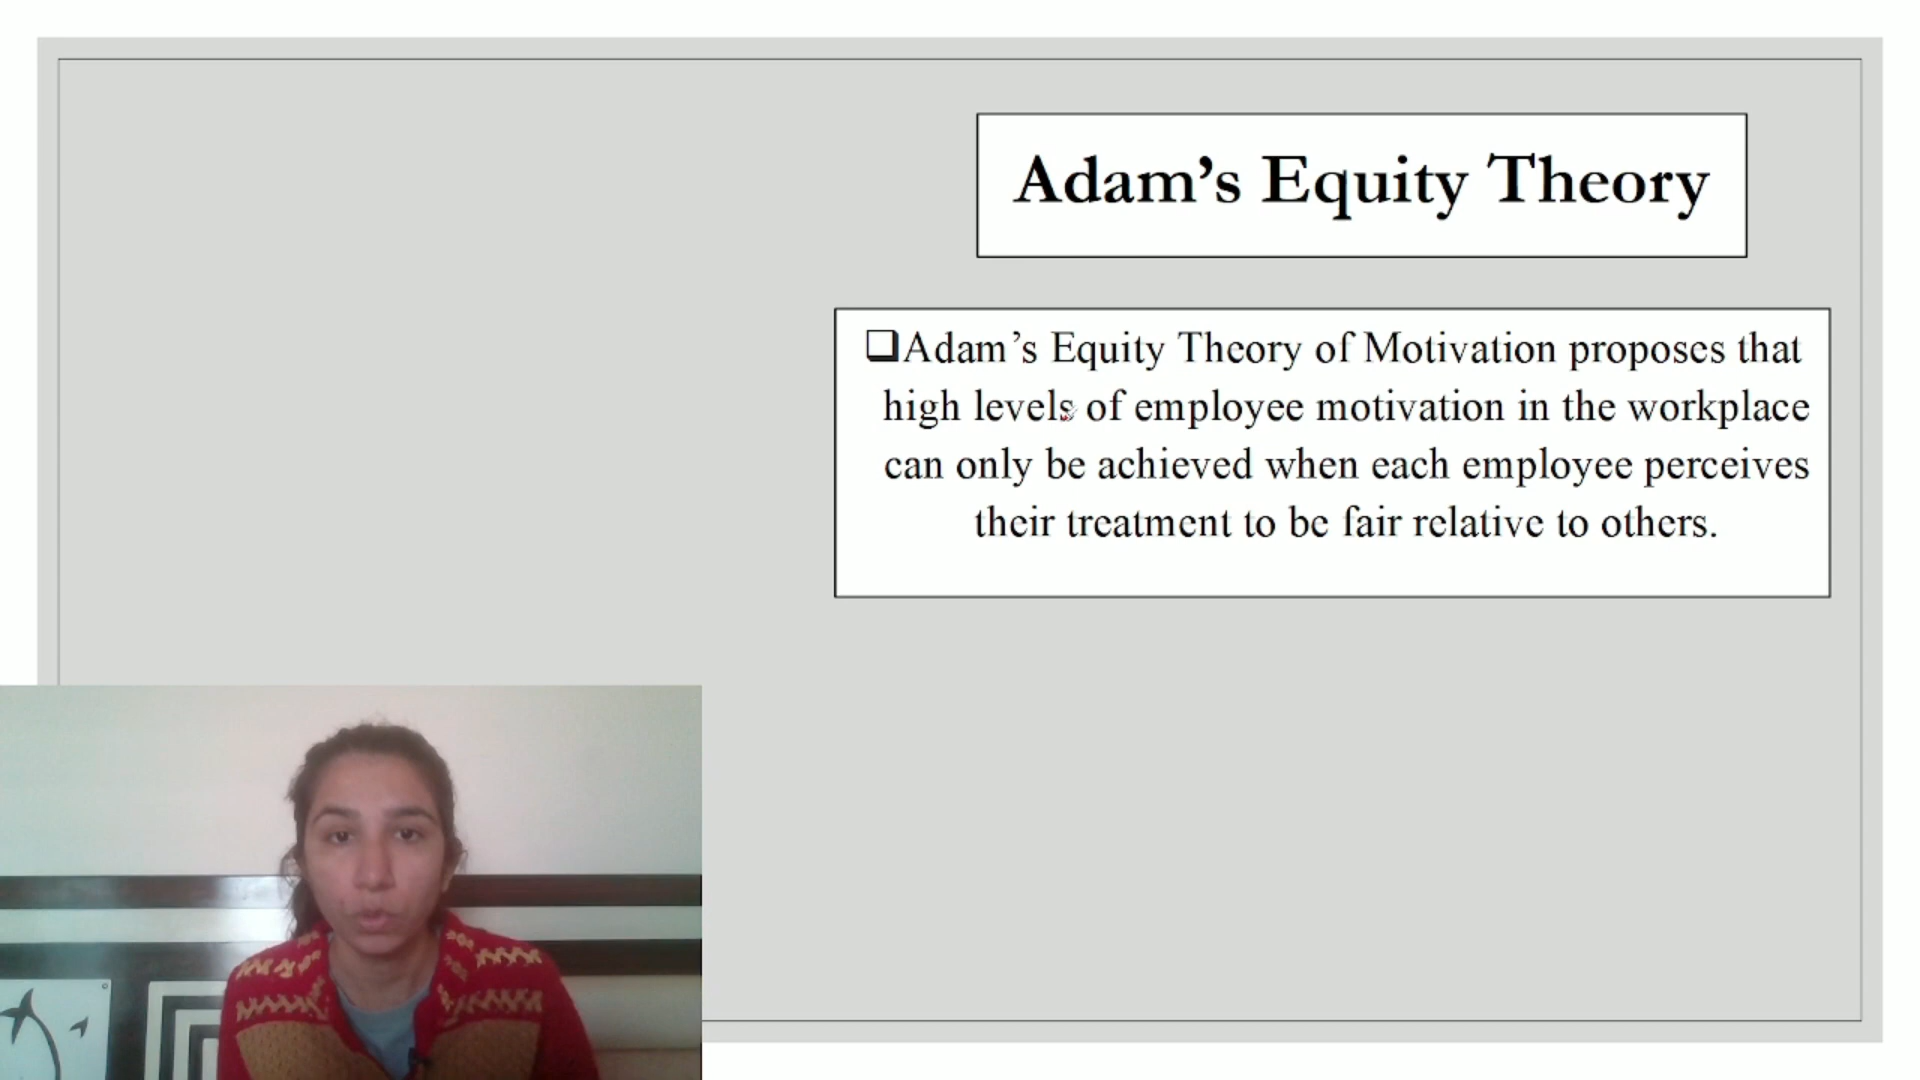 Adam’s Equity Theory
❑Adam’s Equity Theory of Motivation proposes that
high levels of employee motivation in the workplace
can only be achieved when each employee perceives
their treatment to be fair relative to others.